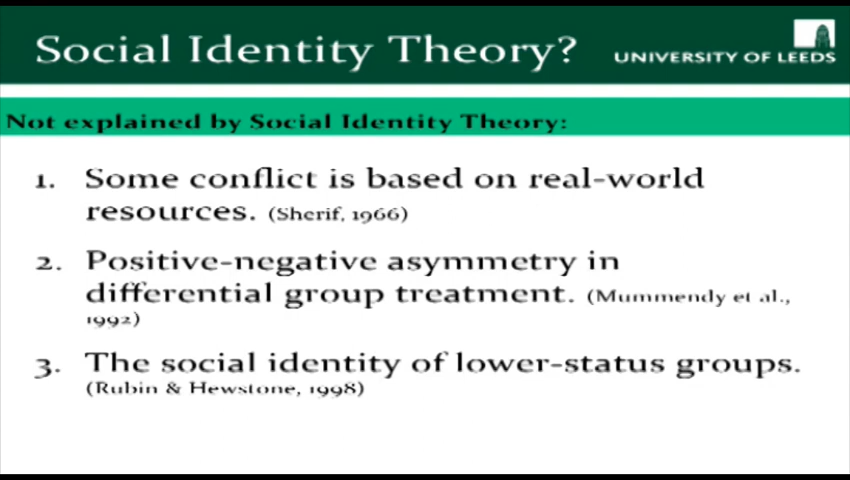 Social Identity Theory?
UNIVERSITY OF LEEDS
Not explained by Social Identity Theory:
1. Some conflict is based on real-world
resources. (Sherif, 1966)
2. Positive-negative asymmetry in
differential group treatment. (Mummendy et al.,
1992)
3. The social identity of lower-status groups.
(Rubin & Hewstone, 1998)